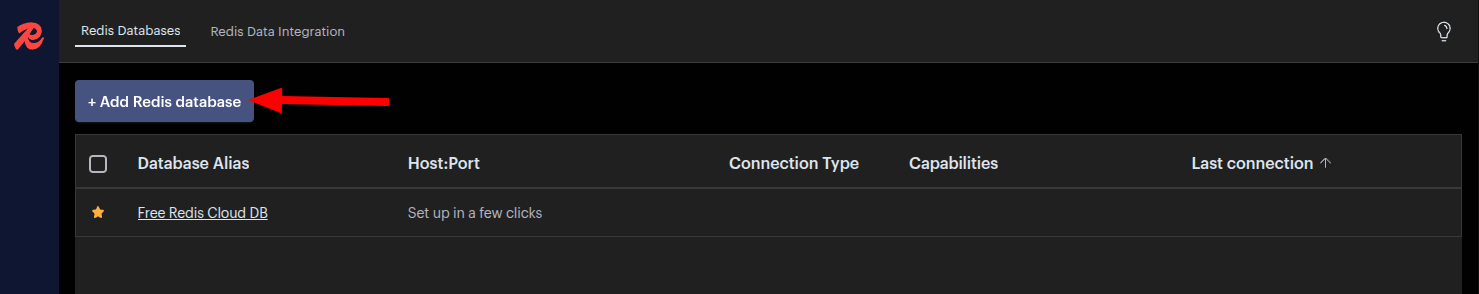 Redis Databases Redis Data Integration
+ Add Redis database
Database Alias Host:Port Connection Type Capabilities Last connection ↑
Free Redis Cloud DB Set up in a few clicks